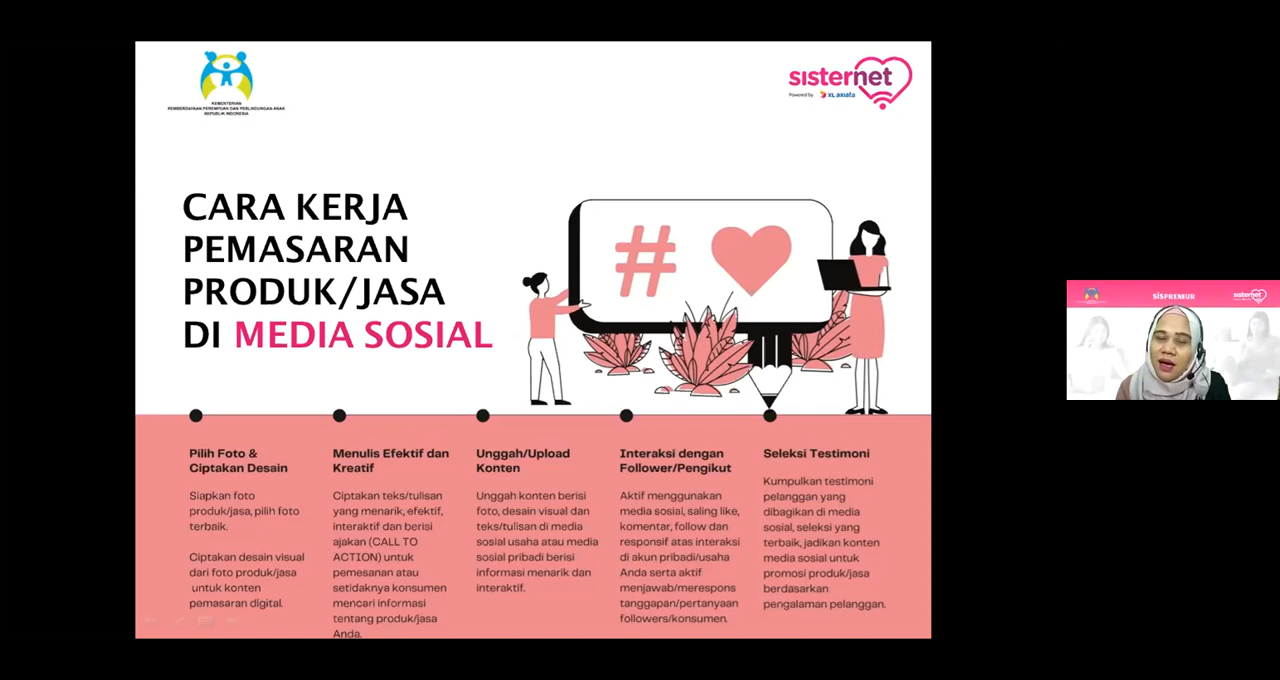 KEMENTERIAN
PEMBERDAYAAN PEREMPUAN DAN PERLINDUNGAN ANAK
REPUBLIK INDONESIA
sisternet
Powered by XL axiata
CARA KERJA
PEMASARAN
PRODUK/JASA
DI MEDIA SOSIAL
#
Pilih Foto &
Ciptakan Desain
Siapkan foto
produk/jasa, pilih foto
terbaik.
Ciptakan desain visual
dari foto produk/jasa
untuk konten
pemasaran digital.
Menulis Efektif dan
Kreatif
Ciptakan teks/tulisan
yang menarik, efektif,
interaktif dan berisi
ajakan (CALL TO
ACTION) untuk
pemesanan atau
setidaknya konsumen
mencari informasi
tentang produk/jasa
Anda.
Unggah/Upload
Konten
Unggah konten berisi
foto, desain visual dan
teks/tulisan di media
sosial usaha atau media
sosial pribadi berisi
informasi menarik dan
interaktif.
Interaksi dengan
Follower/Pengikut
Aktif menggunakan
media sosial, saling like,
komentar, follow dan
responsif atas interaksi
di akun pribadi/usaha
Anda serta aktif
menjawab/merespons
tanggapan/pertanyaan
followers/konsumen.
Seleksi Testimoni
Kumpulkan testimoni
pelanggan yang
dibagikan di media
sosial, seleksi yang
terbaik, jadikan konten
media sosial untuk
promosi produk/jasa
berdasarkan
pengalaman pelanggan.
SISPRENEUR
sisternet